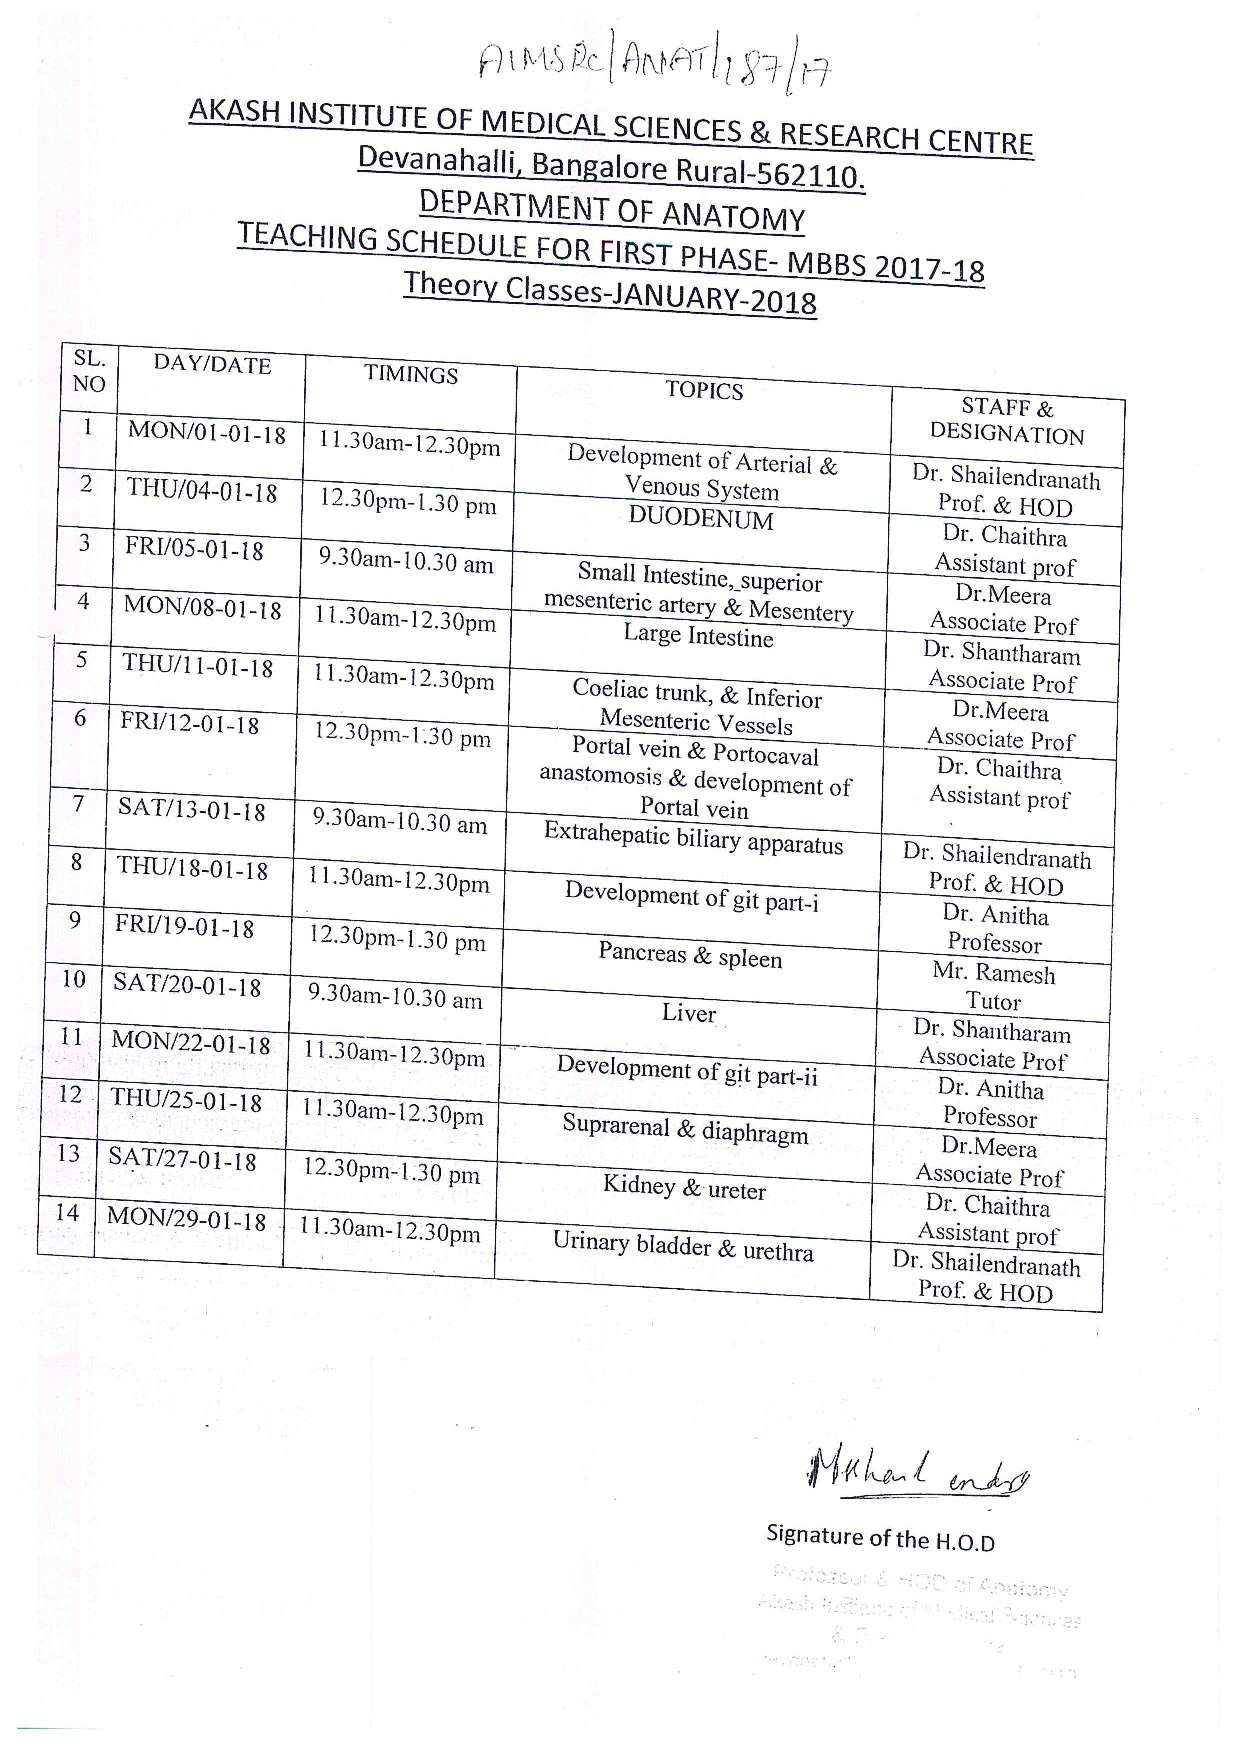 AIMSRC/ANAT/187/17
AKASH INSTITUTE OF MEDICAL SCIENCES & RESEARCH CENTRE
Devanahalli, Bangalore Rural-562110.
DEPARTMENT OF ANATOMY
TEACHING SCHEDULE FOR FIRST PHASE- MBBS 2017-18
Theory Classes-JANUARY-2018
SL. NO DAY/DATE TIMINGS TOPICS STAFF & DESIGNATION
1 MON/01-01-18 11.30am-12.30pm Development of Arterial & Venous System Dr. Shailendranath Prof. & HOD
2 THU/04-01-18 12.30pm-1.30 pm DUODENUM Dr. Chaithra Assistant prof
3 FRI/05-01-18 9.30am-10.30 am Small Intestine, superior mesenteric artery & Mesentery Dr.Meera Associate Prof
4 MON/08-01-18 11.30am-12.30pm Large Intestine Dr. Shantharam Associate Prof
5 THU/11-01-18 11.30am-12.30pm Coeliac trunk, & Inferior Mesenteric Vessels Dr.Meera Associate Prof
6 FRI/12-01-18 12.30pm-1.30 pm Portal vein & Portocaval anastomosis & development of Portal vein Dr. Chaithra Assistant prof
7 SAT/13-01-18 9.30am-10.30 am Extrahepatic biliary apparatus Dr. Shailendranath Prof. & HOD
8 THU/18-01-18 11.30am-12.30pm Development of git part-i Dr. Anitha Professor
9 FRI/19-01-18 12.30pm-1.30 pm Pancreas & spleen Mr. Ramesh Tutor
10 SAT/20-01-18 9.30am-10.30 am Liver Dr. Shantharam Associate Prof
11 MON/22-01-18 11.30am-12.30pm Development of git part-ii Dr. Anitha Professor
12 THU/25-01-18 11.30am-12.30pm Suprarenal & diaphragm Dr.Meera Associate Prof
13 SAT/27-01-18 12.30pm-1.30 pm Kidney & ureter Dr. Chaithra Assistant prof
14 MON/29-01-18 11.30am-12.30pm Urinary bladder & urethra Dr. Shailendranath Prof. & HOD
Signature of the H.O.D
Professor & HOD of Anatomy
Akash Institute of Medical Sciences